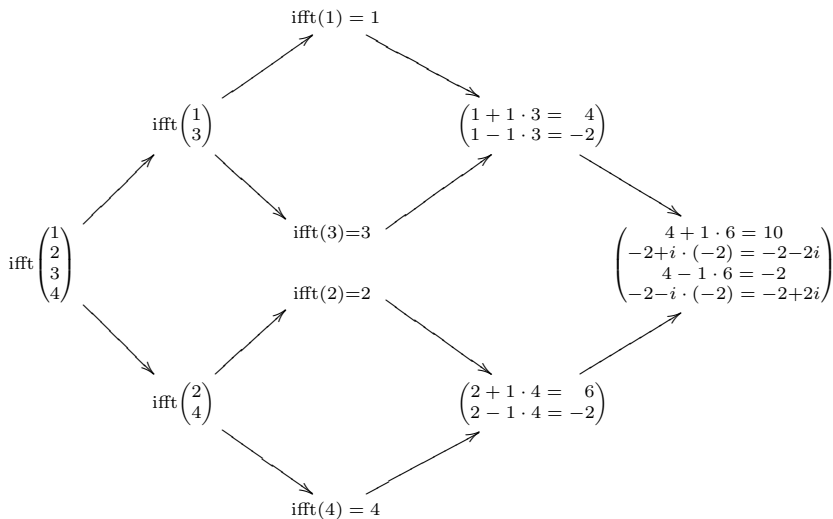 ifft(1) = 1
ifft(1 3)
(1 + 1 · 3 = 4
1 − 1 · 3 = −2)
ifft(1 2 3 4)
ifft(3)=3
(4 + 1 · 6 = 10
−2+i · (−2) = −2−2i
4 − 1 · 6 = −2
−2−i · (−2) = −2+2i)
ifft(2)=2
ifft(2 4)
(2 + 1 · 4 = 6
2 − 1 · 4 = −2)
ifft(4) = 4